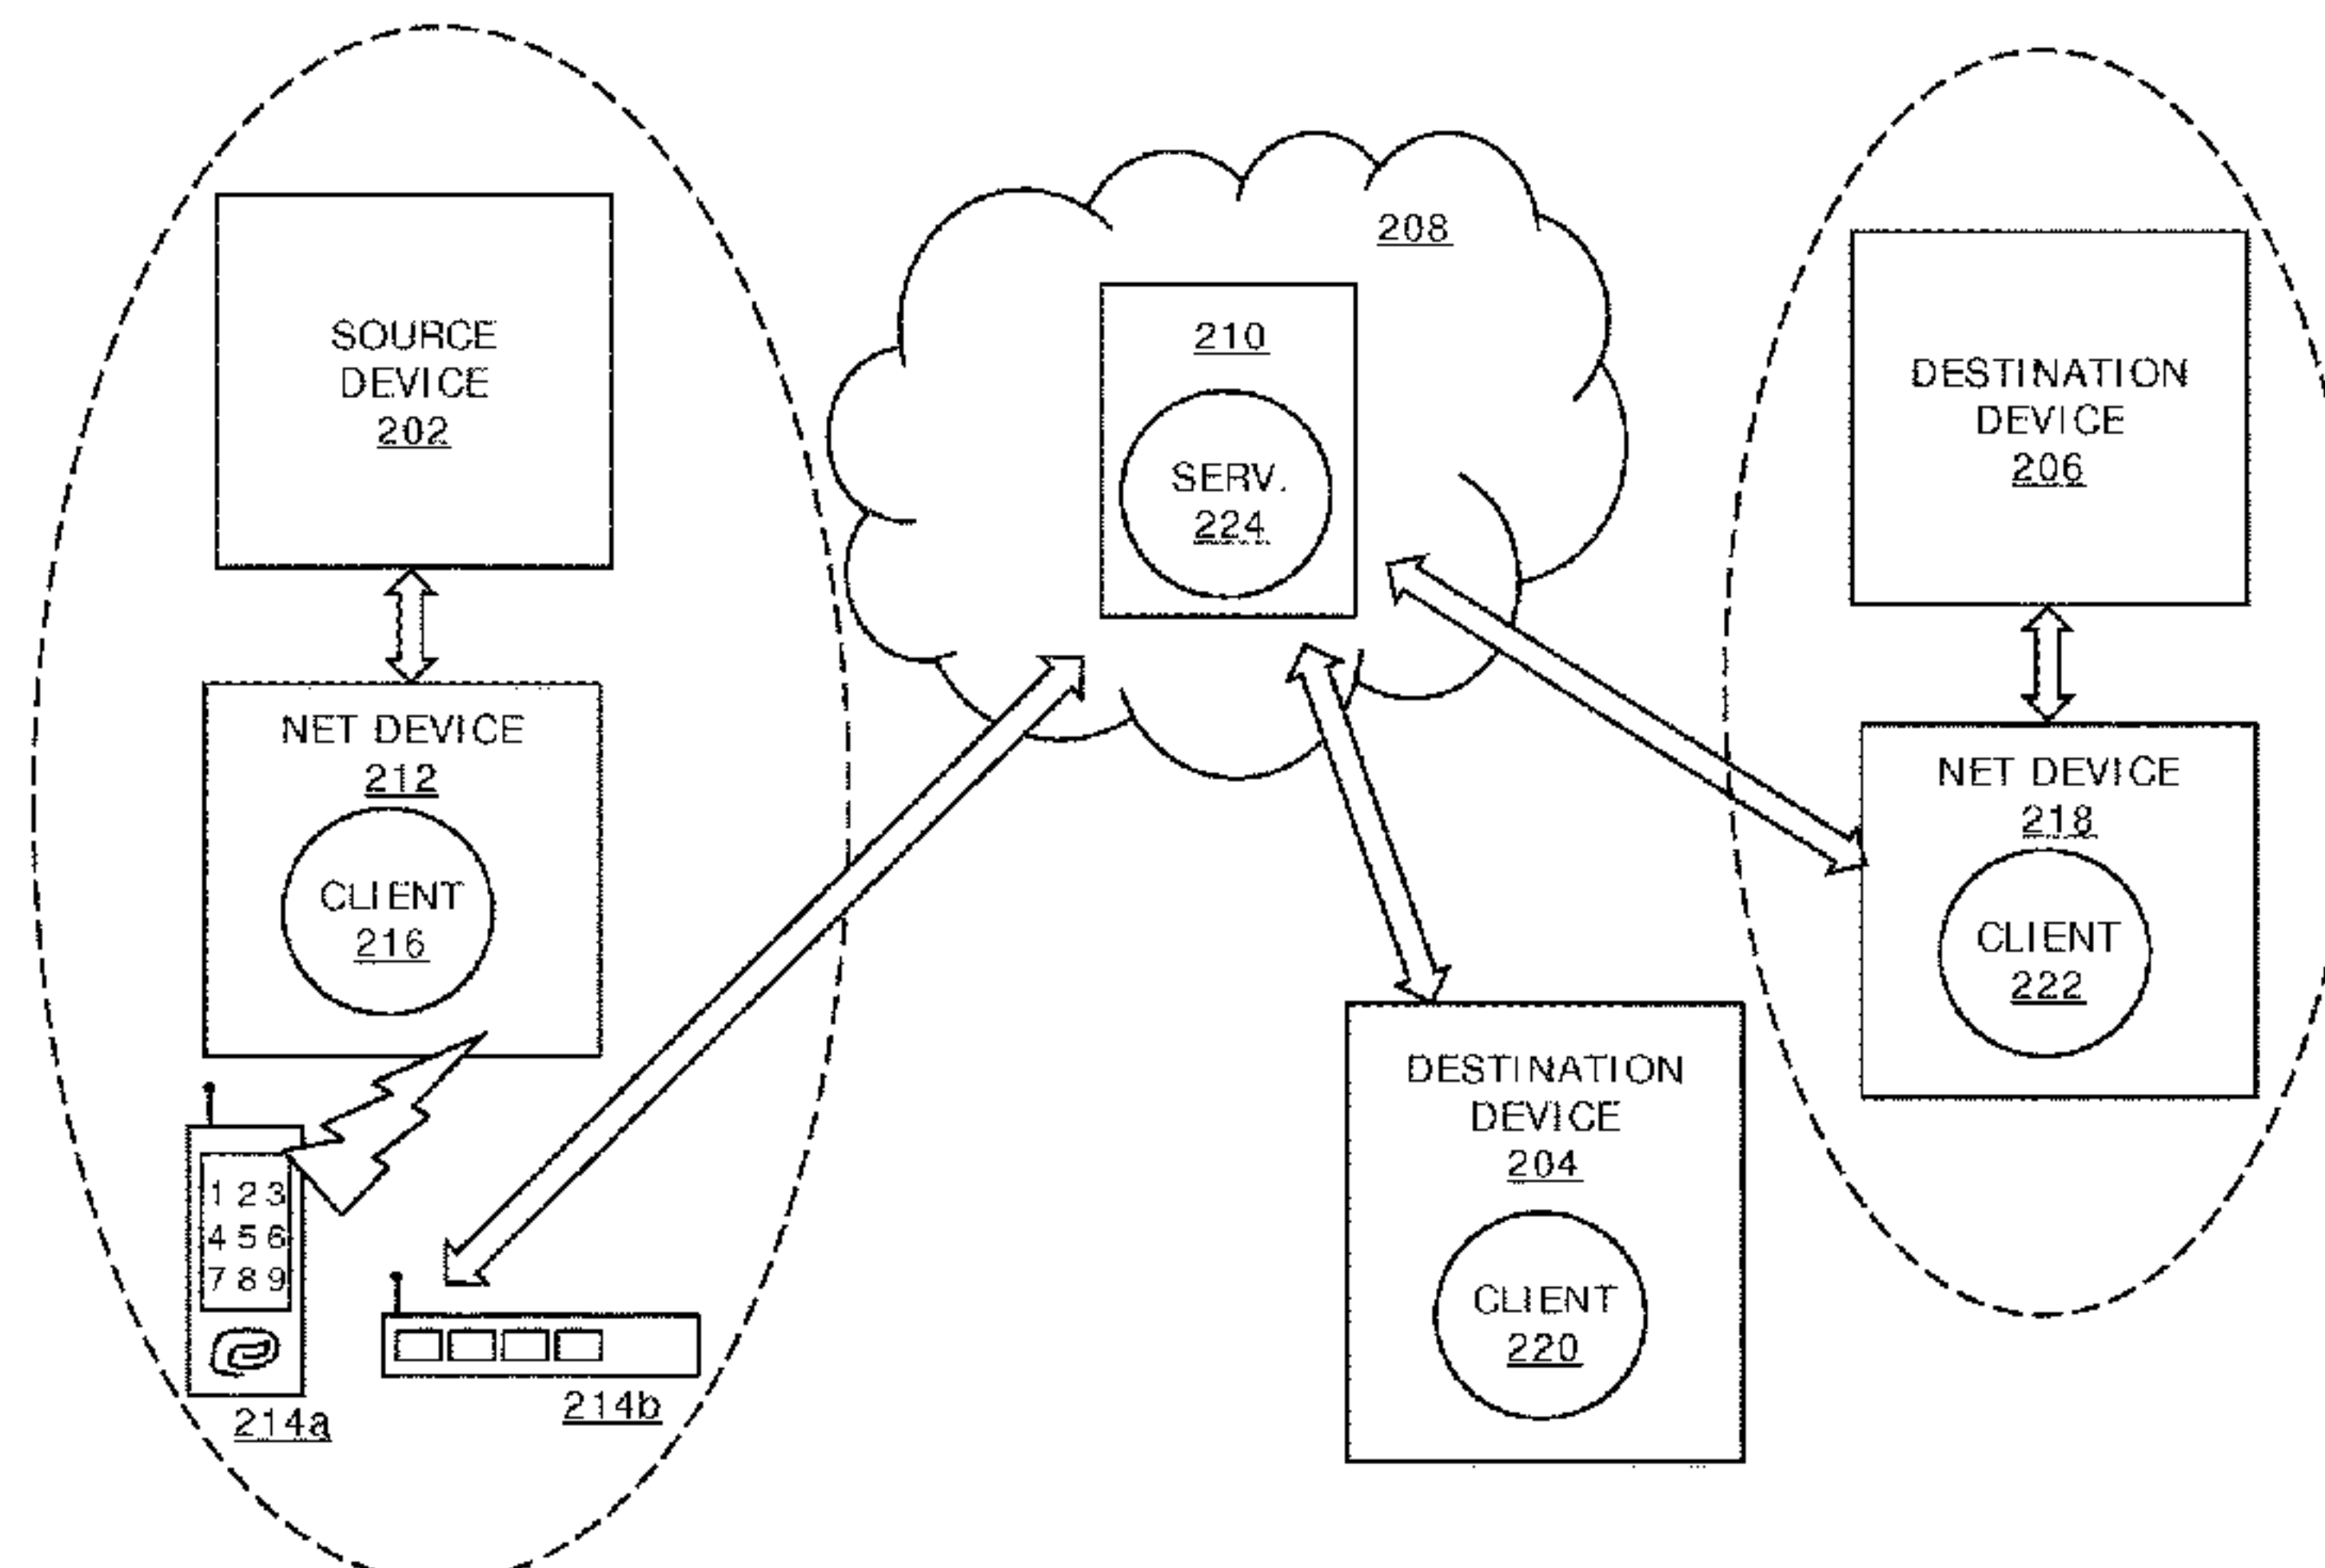 SOURCE
DEVICE
202
NET DEVICE
212
CLIENT
216
1 2 3
4 5 6
7 8 9
214a
214b
208
210
SERV.
224
DESTINATION
DEVICE
204
CLIENT
220
DESTINATION
DEVICE
206
NET DEVICE
218
CLIENT
222